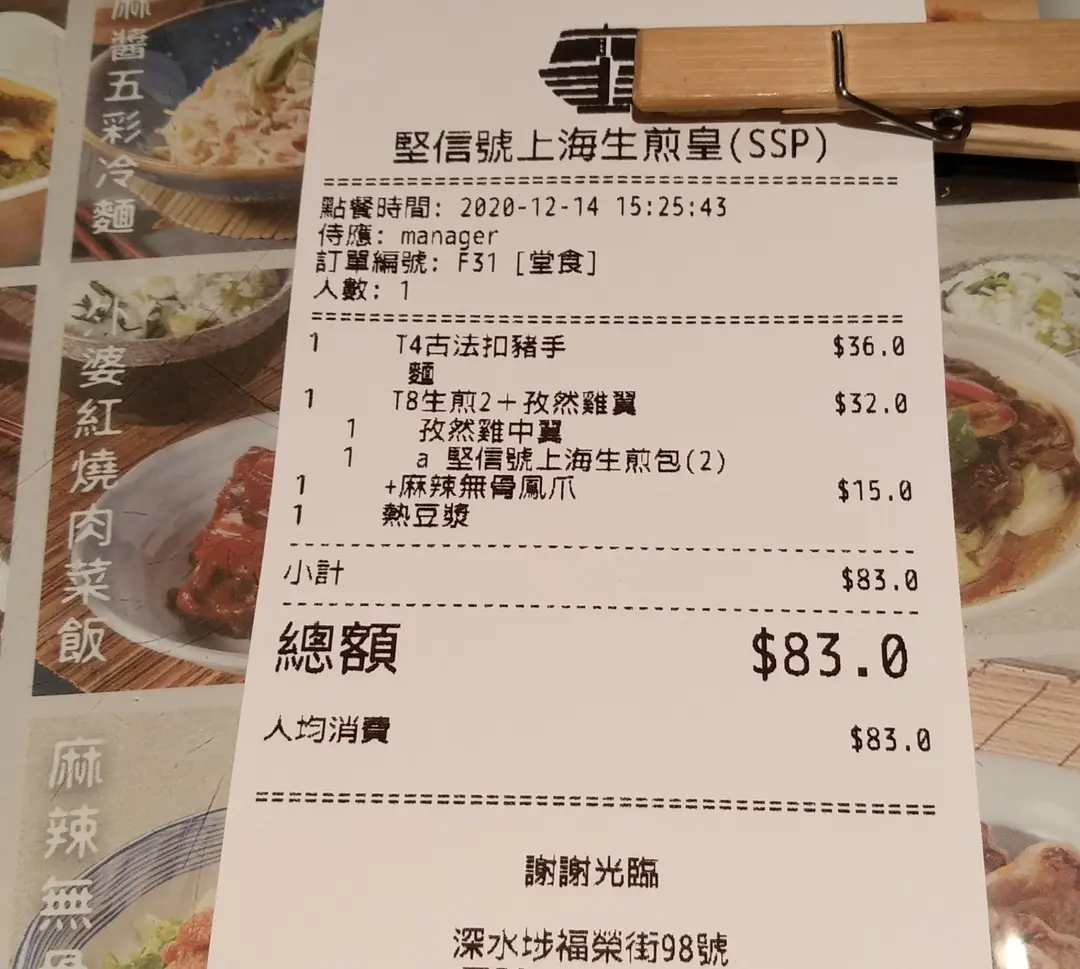 堅信號上海生煎皇(SSP)
點餐時間: 2020-12-14 15:25:43
侍應: manager
訂單編號: F31 [堂食]
人數: 1
1 T4古法扣豬手 $36.0
麵
1 T8生煎2+孜然雞翼 $32.0
1 孜然雞中翼
1 a 堅信號上海生煎包(2)
1 +麻辣無骨鳳爪 $15.0
1 熱豆漿
小計 $83.0
總額 $83.0
人均消費 $83.0
謝謝光臨
深水埗福榮街98號
麻醬五彩冷麵
外婆紅燒肉菜飯
麻辣無骨